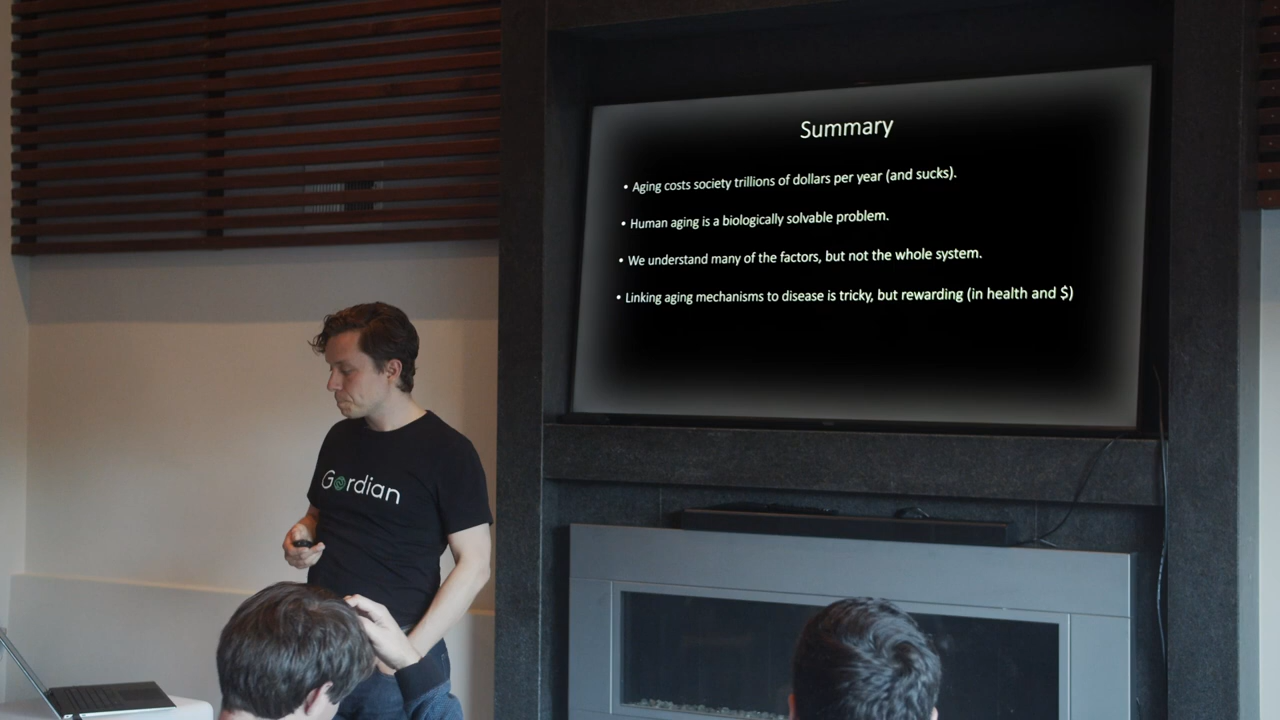 Summary
• Aging costs society trillions of dollars per year (and sucks).
• Human aging is a biologically solvable problem.
• We understand many of the factors, but not the whole system.
• Linking aging mechanisms to disease is tricky, but rewarding (in health and $)
Gordian